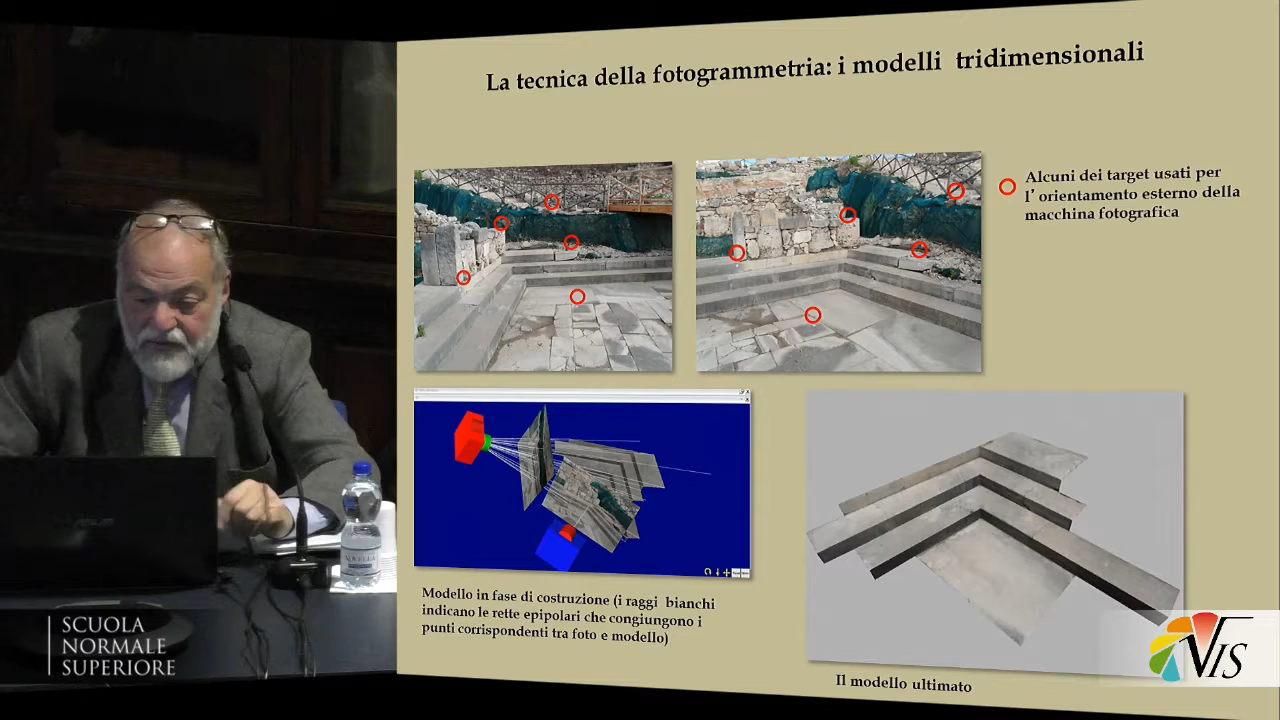 La tecnica della fotogrammetria: i modelli tridimensionali
Alcuni dei target usati per
l’ orientamento esterno della
macchina fotografica
Modello in fase di costruzione (i raggi bianchi
indicano le rette epipolari che congiungono i
punti corrispondenti tra foto e modello)
Il modello ultimato
SCUOLA
NORMALE
SUPERIORE
VIS